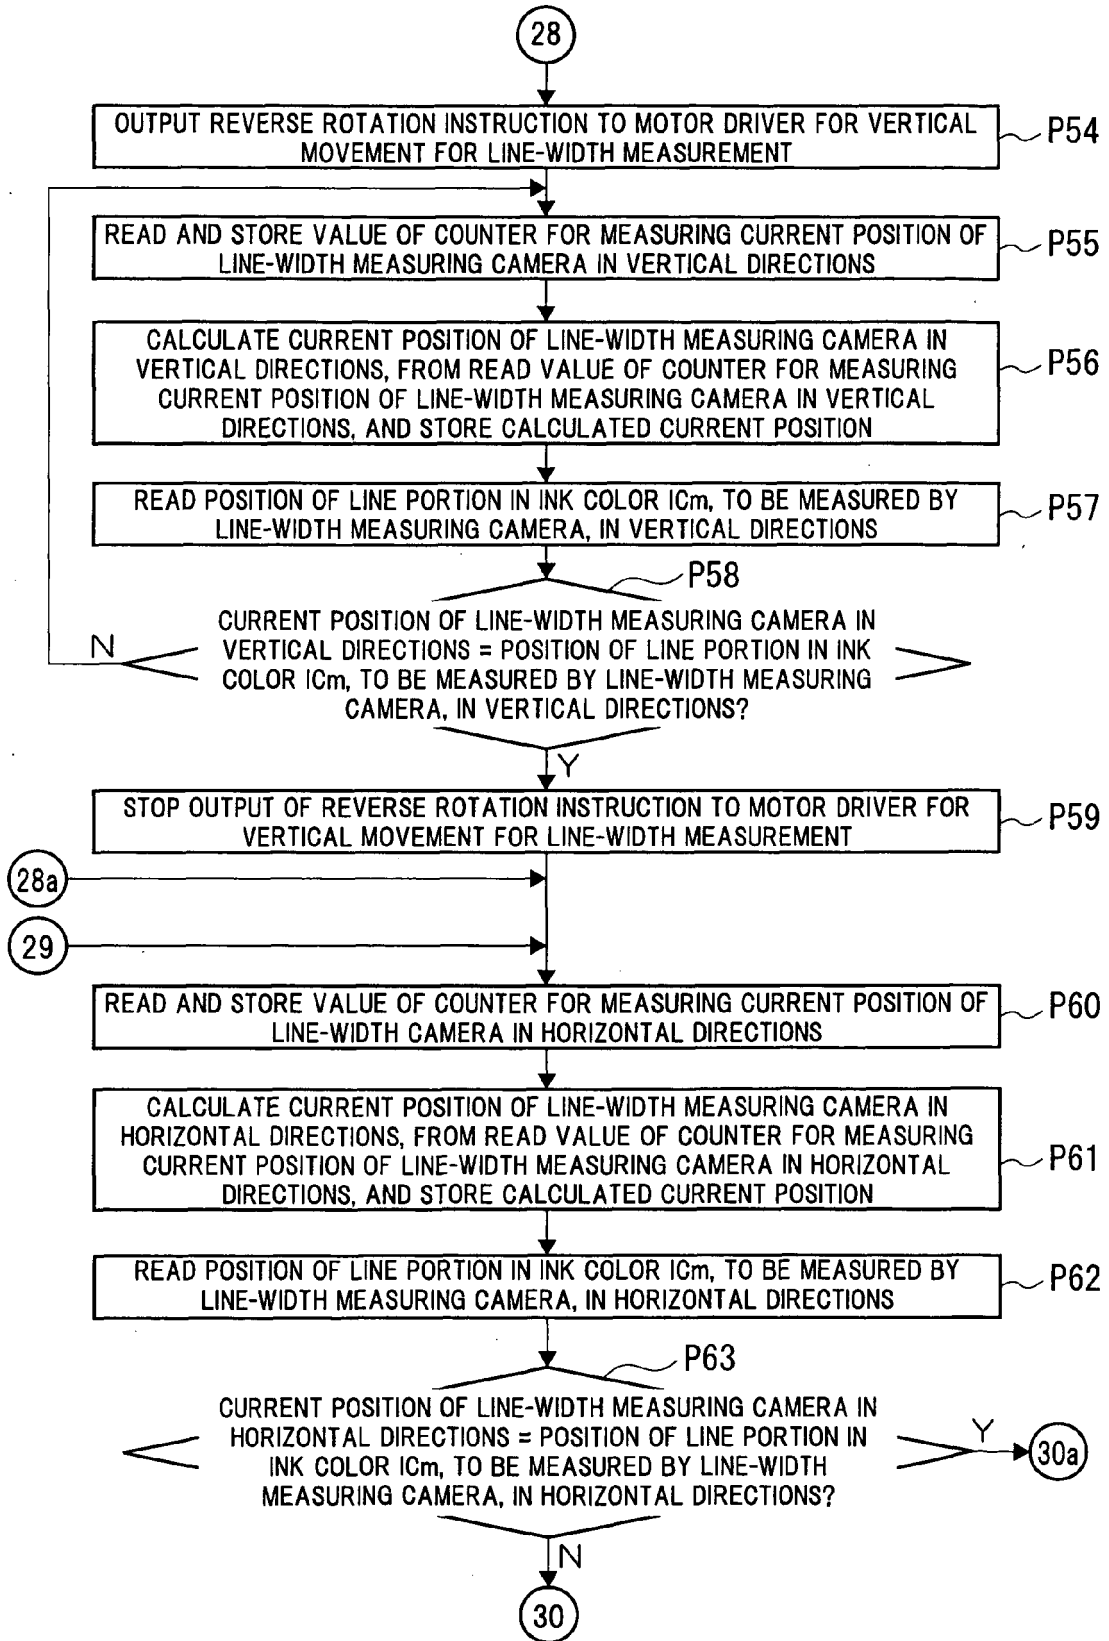 28
OUTPUT REVERSE ROTATION INSTRUCTION TO MOTOR DRIVER FOR VERTICAL
MOVEMENT FOR LINE-WIDTH MEASUREMENT
P54
READ AND STORE VALUE OF COUNTER FOR MEASURING CURRENT POSITION OF
LINE-WIDTH MEASURING CAMERA IN VERTICAL DIRECTIONS
P55
CALCULATE CURRENT POSITION OF LINE-WIDTH MEASURING CAMERA IN
VERTICAL DIRECTIONS, FROM READ VALUE OF COUNTER FOR MEASURING
CURRENT POSITION OF LINE-WIDTH MEASURING CAMERA IN VERTICAL
DIRECTIONS, AND STORE CALCULATED CURRENT POSITION
P56
READ POSITION OF LINE PORTION IN INK COLOR ICm, TO BE MEASURED BY
LINE-WIDTH MEASURING CAMERA, IN VERTICAL DIRECTIONS
P57
P58
CURRENT POSITION OF LINE-WIDTH MEASURING CAMERA IN
VERTICAL DIRECTIONS = POSITION OF LINE PORTION IN INK
COLOR ICm, TO BE MEASURED BY LINE-WIDTH MEASURING
CAMERA, IN VERTICAL DIRECTIONS?
N
Y
STOP OUTPUT OF REVERSE ROTATION INSTRUCTION TO MOTOR DRIVER FOR
VERTICAL MOVEMENT FOR LINE-WIDTH MEASUREMENT
P59
28a
29
READ AND STORE VALUE OF COUNTER FOR MEASURING CURRENT POSITION OF
LINE-WIDTH CAMERA IN HORIZONTAL DIRECTIONS
P60
CALCULATE CURRENT POSITION OF LINE-WIDTH MEASURING CAMERA IN
HORIZONTAL DIRECTIONS, FROM READ VALUE OF COUNTER FOR MEASURING
CURRENT POSITION OF LINE-WIDTH MEASURING CAMERA IN HORIZONTAL
DIRECTIONS, AND STORE CALCULATED CURRENT POSITION
P61
READ POSITION OF LINE PORTION IN INK COLOR ICm, TO BE MEASURED BY
LINE-WIDTH MEASURING CAMERA, IN HORIZONTAL DIRECTIONS
P62
P63
CURRENT POSITION OF LINE-WIDTH MEASURING CAMERA IN
HORIZONTAL DIRECTIONS = POSITION OF LINE PORTION IN
INK COLOR ICm, TO BE MEASURED BY LINE-WIDTH
MEASURING CAMERA, IN HORIZONTAL DIRECTIONS?
Y
30a
N
30